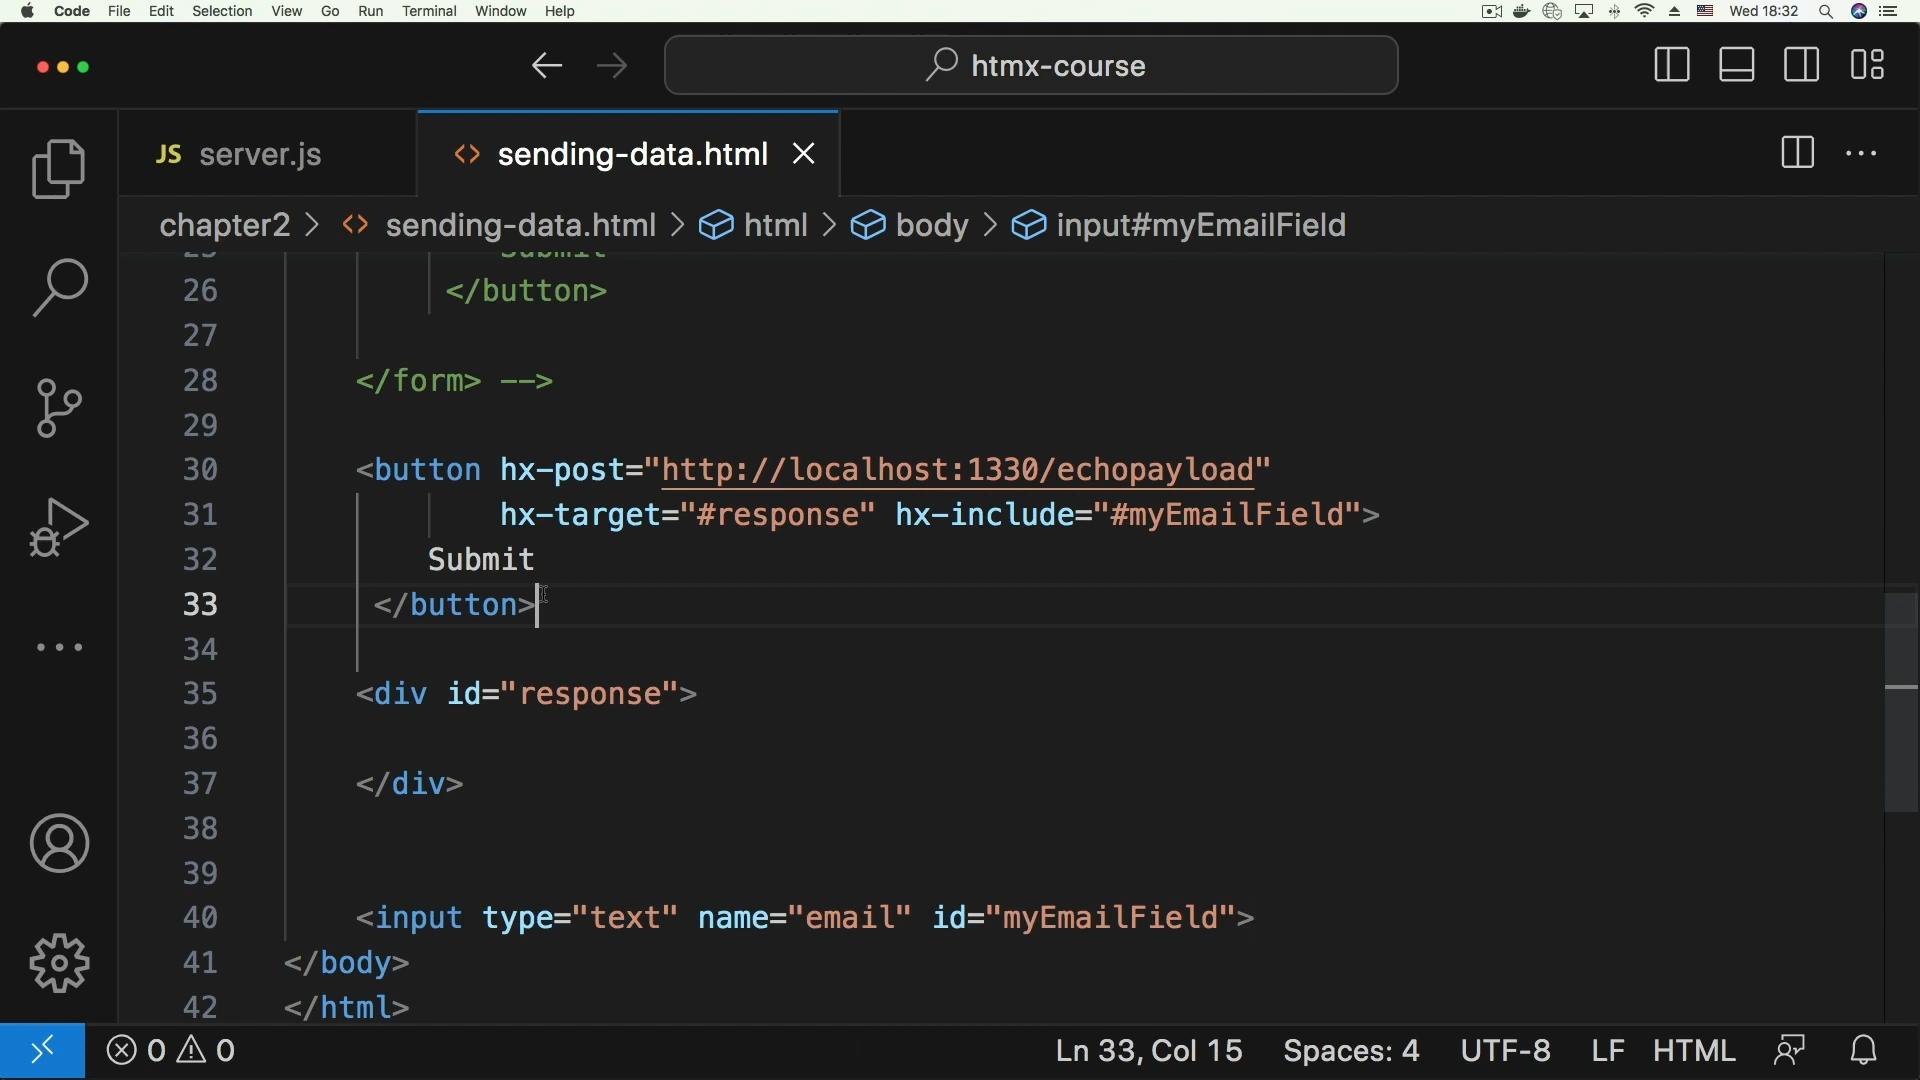 Code File Edit Selection View Go Run Terminal Window Help Wed 18:32
htmx-course
JS server.js <> sending-data.html
chapter2 > <> sending-data.html > html > body > input#myEmailField
25 Submit
26 </button>
27
28 </form> -->
29
30 <button hx-post="http://localhost:1330/echopayload"
31 hx-target="#response" hx-include="#myEmailField">
32 Submit
33 </button>
34
35 <div id="response">
36
37 </div>
38
39
40 <input type="text" name="email" id="myEmailField">
41 </body>
42 </html>
0 0 Ln 33, Col 15 Spaces: 4 UTF-8 LF HTML